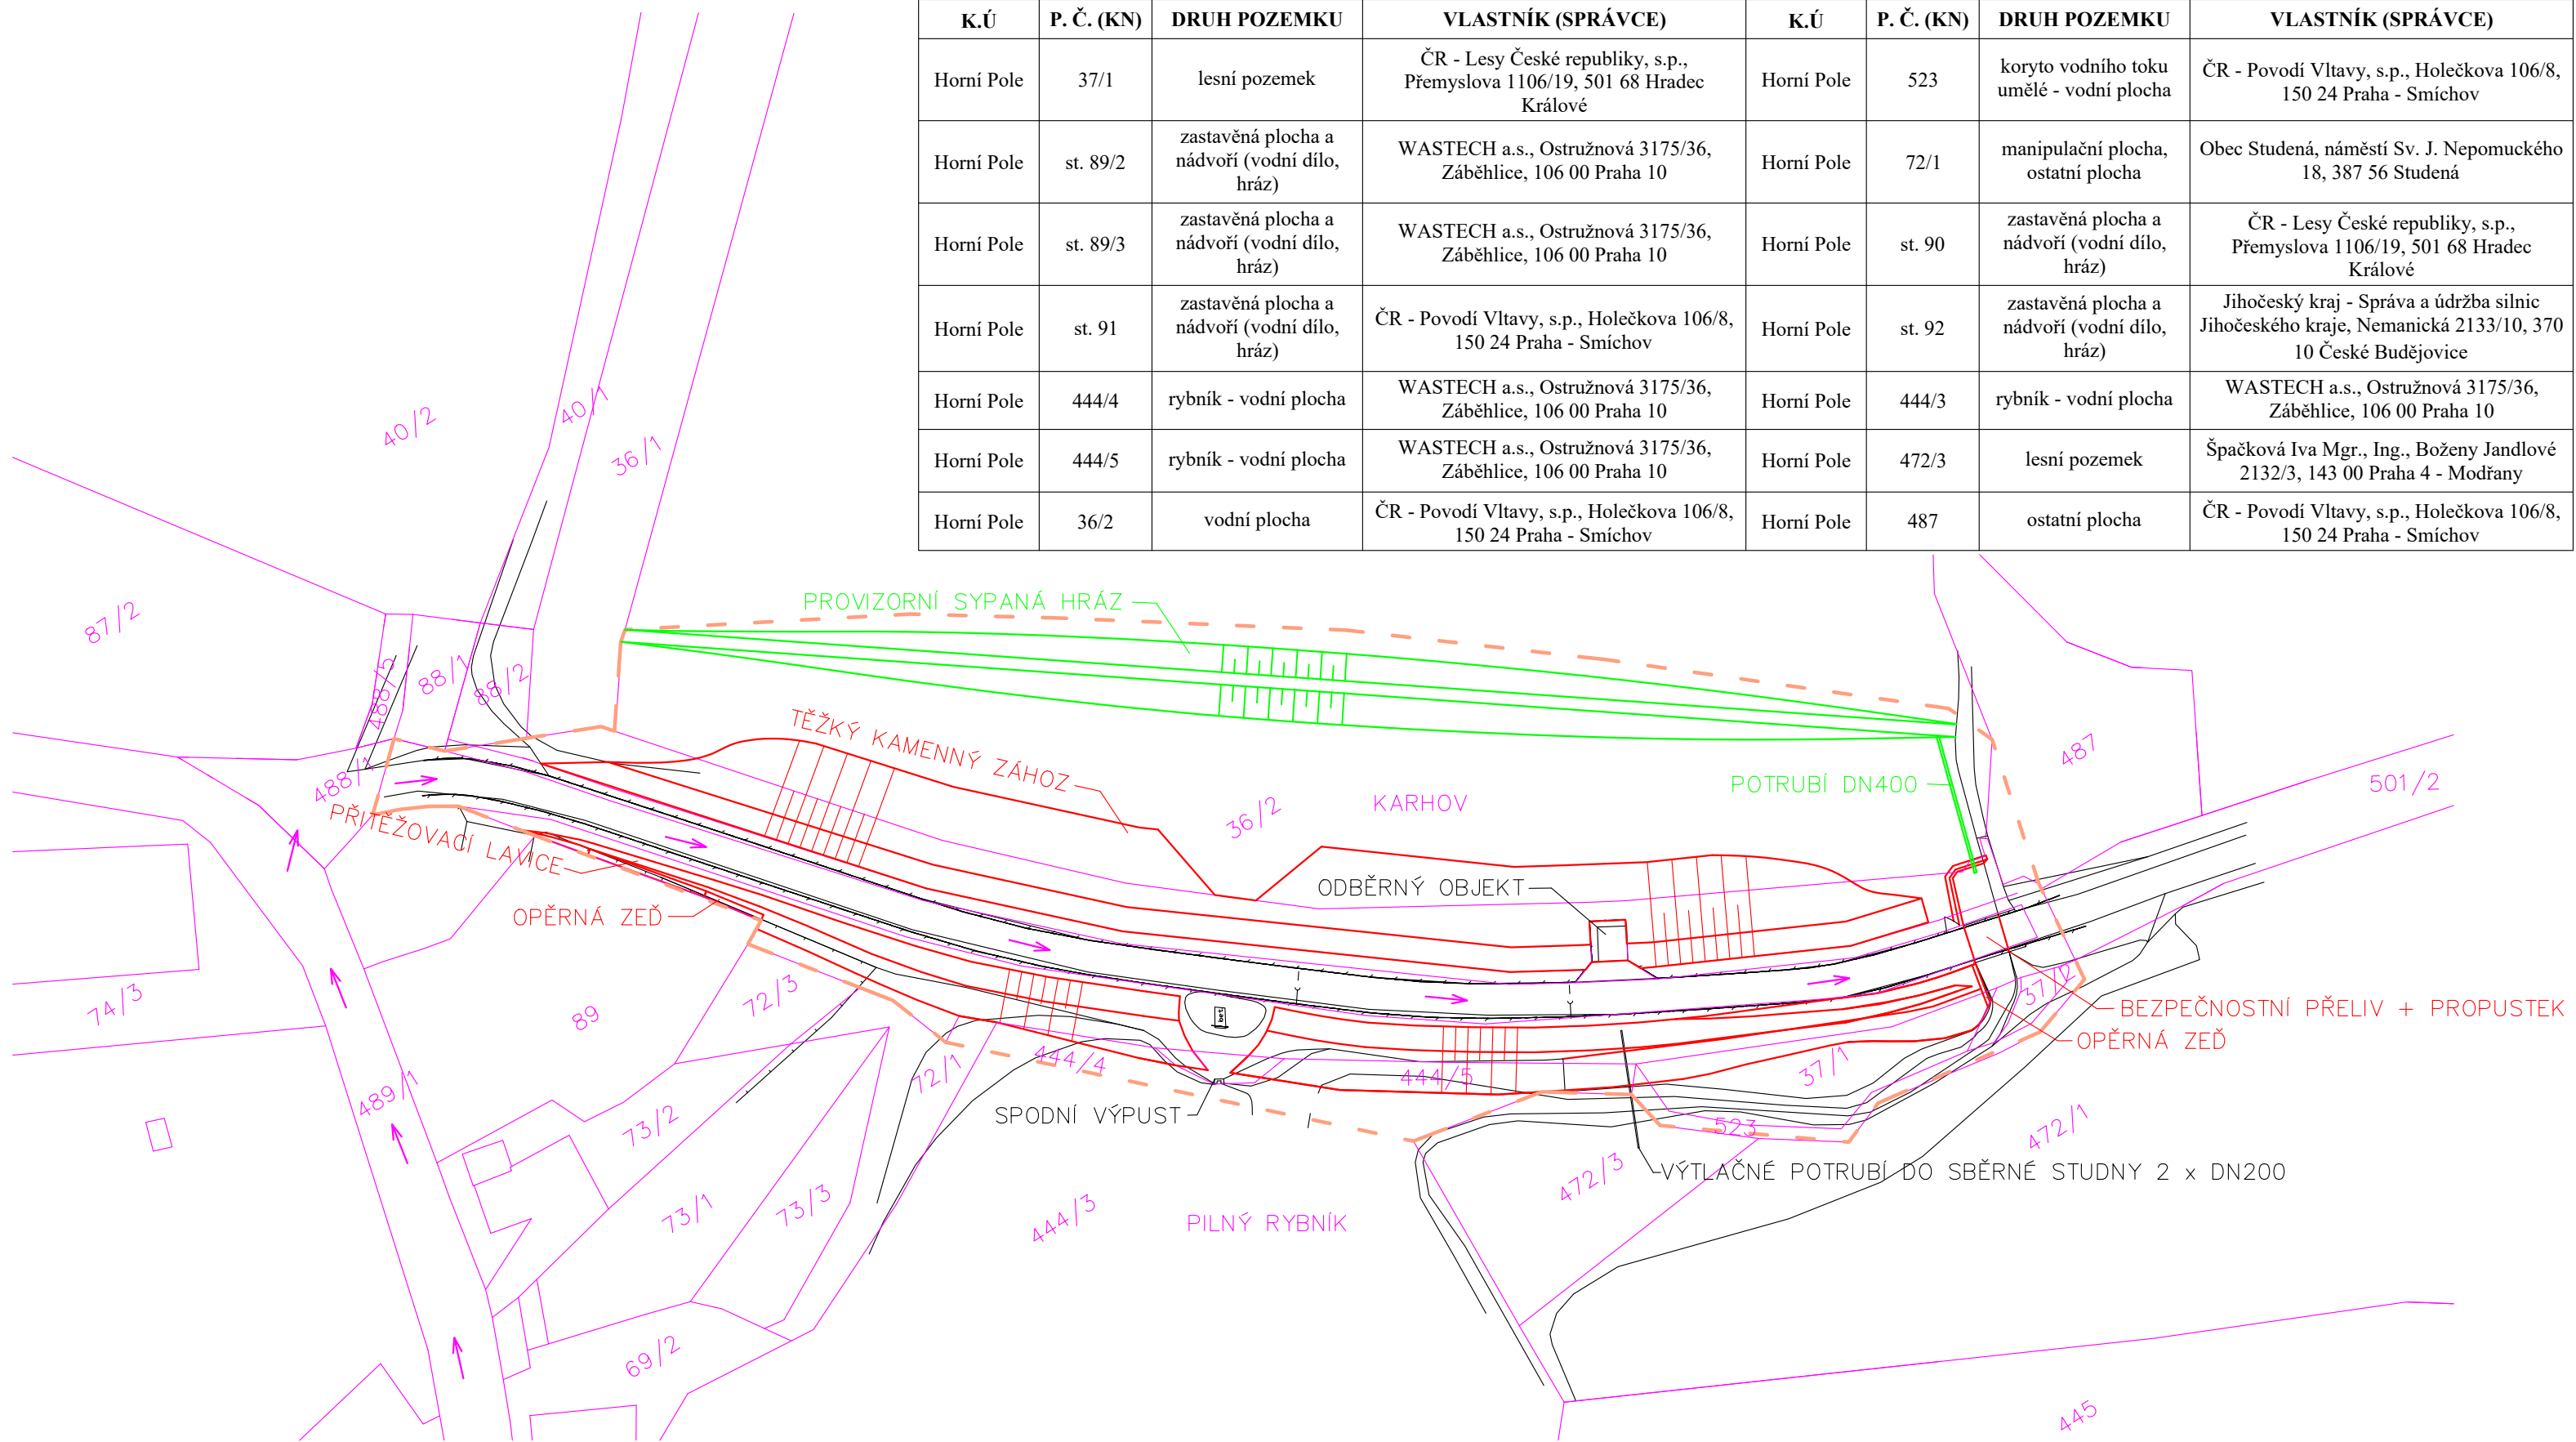 K.Ú P. Č. (KN) DRUH POZEMKU VLASTNÍK (SPRÁVCE) K.Ú P. Č. (KN) DRUH POZEMKU VLASTNÍK (SPRÁVCE)
Horní Pole
37/1
lesní pozemek
ČR - Lesy České republiky, s.p.,
Přemyslova 1106/19, 501 68 Hradec
Králové
Horní Pole
523
koryto vodního toku
umělé - vodní plocha
ČR - Povodí Vltavy, s.p., Holečkova 106/8,
150 24 Praha - Smíchov
Horní Pole
st. 89/2
zastavěná plocha a
nádvoří (vodní dílo,
hráz)
WASTECH a.s., Ostružnová 3175/36,
Záběhlice, 106 00 Praha 10
Horní Pole
72/1
manipulační plocha,
ostatní plocha
Obec Studená, náměstí Sv. J. Nepomuckého
18, 387 56 Studená
Horní Pole
st. 89/3
zastavěná plocha a
nádvoří (vodní dílo,
hráz)
WASTECH a.s., Ostružnová 3175/36,
Záběhlice, 106 00 Praha 10
Horní Pole
st. 90
zastavěná plocha a
nádvoří (vodní dílo,
hráz)
ČR - Lesy České republiky, s.p.,
Přemyslova 1106/19, 501 68 Hradec
Králové
Horní Pole
st. 91
zastavěná plocha a
nádvoří (vodní dílo,
hráz)
ČR - Povodí Vltavy, s.p., Holečkova 106/8,
150 24 Praha - Smíchov
Horní Pole
st. 92
zastavěná plocha a
nádvoří (vodní dílo,
hráz)
Jihočeský kraj - Správa a údržba silnic
Jihočeského kraje, Nemanická 2133/10, 370
10 České Budějovice
Horní Pole
444/4
rybník - vodní plocha
WASTECH a.s., Ostružnová 3175/36,
Záběhlice, 106 00 Praha 10
Horní Pole
444/3
rybník - vodní plocha
WASTECH a.s., Ostružnová 3175/36,
Záběhlice, 106 00 Praha 10
Horní Pole
444/5
rybník - vodní plocha
WASTECH a.s., Ostružnová 3175/36,
Záběhlice, 106 00 Praha 10
Horní Pole
472/3
lesní pozemek
Špačková Iva Mgr., Ing., Boženy Jandlové
2132/3, 143 00 Praha 4 - Modřany
Horní Pole
36/2
vodní plocha
ČR - Povodí Vltavy, s.p., Holečkova 106/8,
150 24 Praha - Smíchov
Horní Pole
487
ostatní plocha
ČR - Povodí Vltavy, s.p., Holečkova 106/8,
150 24 Praha - Smíchov
40/2
40/1
36/1
87/2
PROVIZORNÍ SYPANÁ HRÁZ
488/5
88/1
88/2
TĚŽKÝ KAMENNÝ ZÁHOZ
487
488/1
POTRUBÍ DN400
501/2
36/2
KARHOV
PŘITĚŽOVACÍ LAVICE
ODBĚRNÝ OBJEKT
OPĚRNÁ ZEĎ
74/3
89
72/3
bet
37/2
BEZPEČNOSTNÍ PŘELIV + PROPUSTEK
OPĚRNÁ ZEĎ
489/1
72/1
444/4
444/5
37/1
SPODNÍ VÝPUST
73/2
523
472/1
472/3
VÝTLAČNÉ POTRUBÍ DO SBĚRNÉ STUDNY 2 x DN200
73/1
73/3
444/3
PILNÝ RYBNÍK
69/2
445